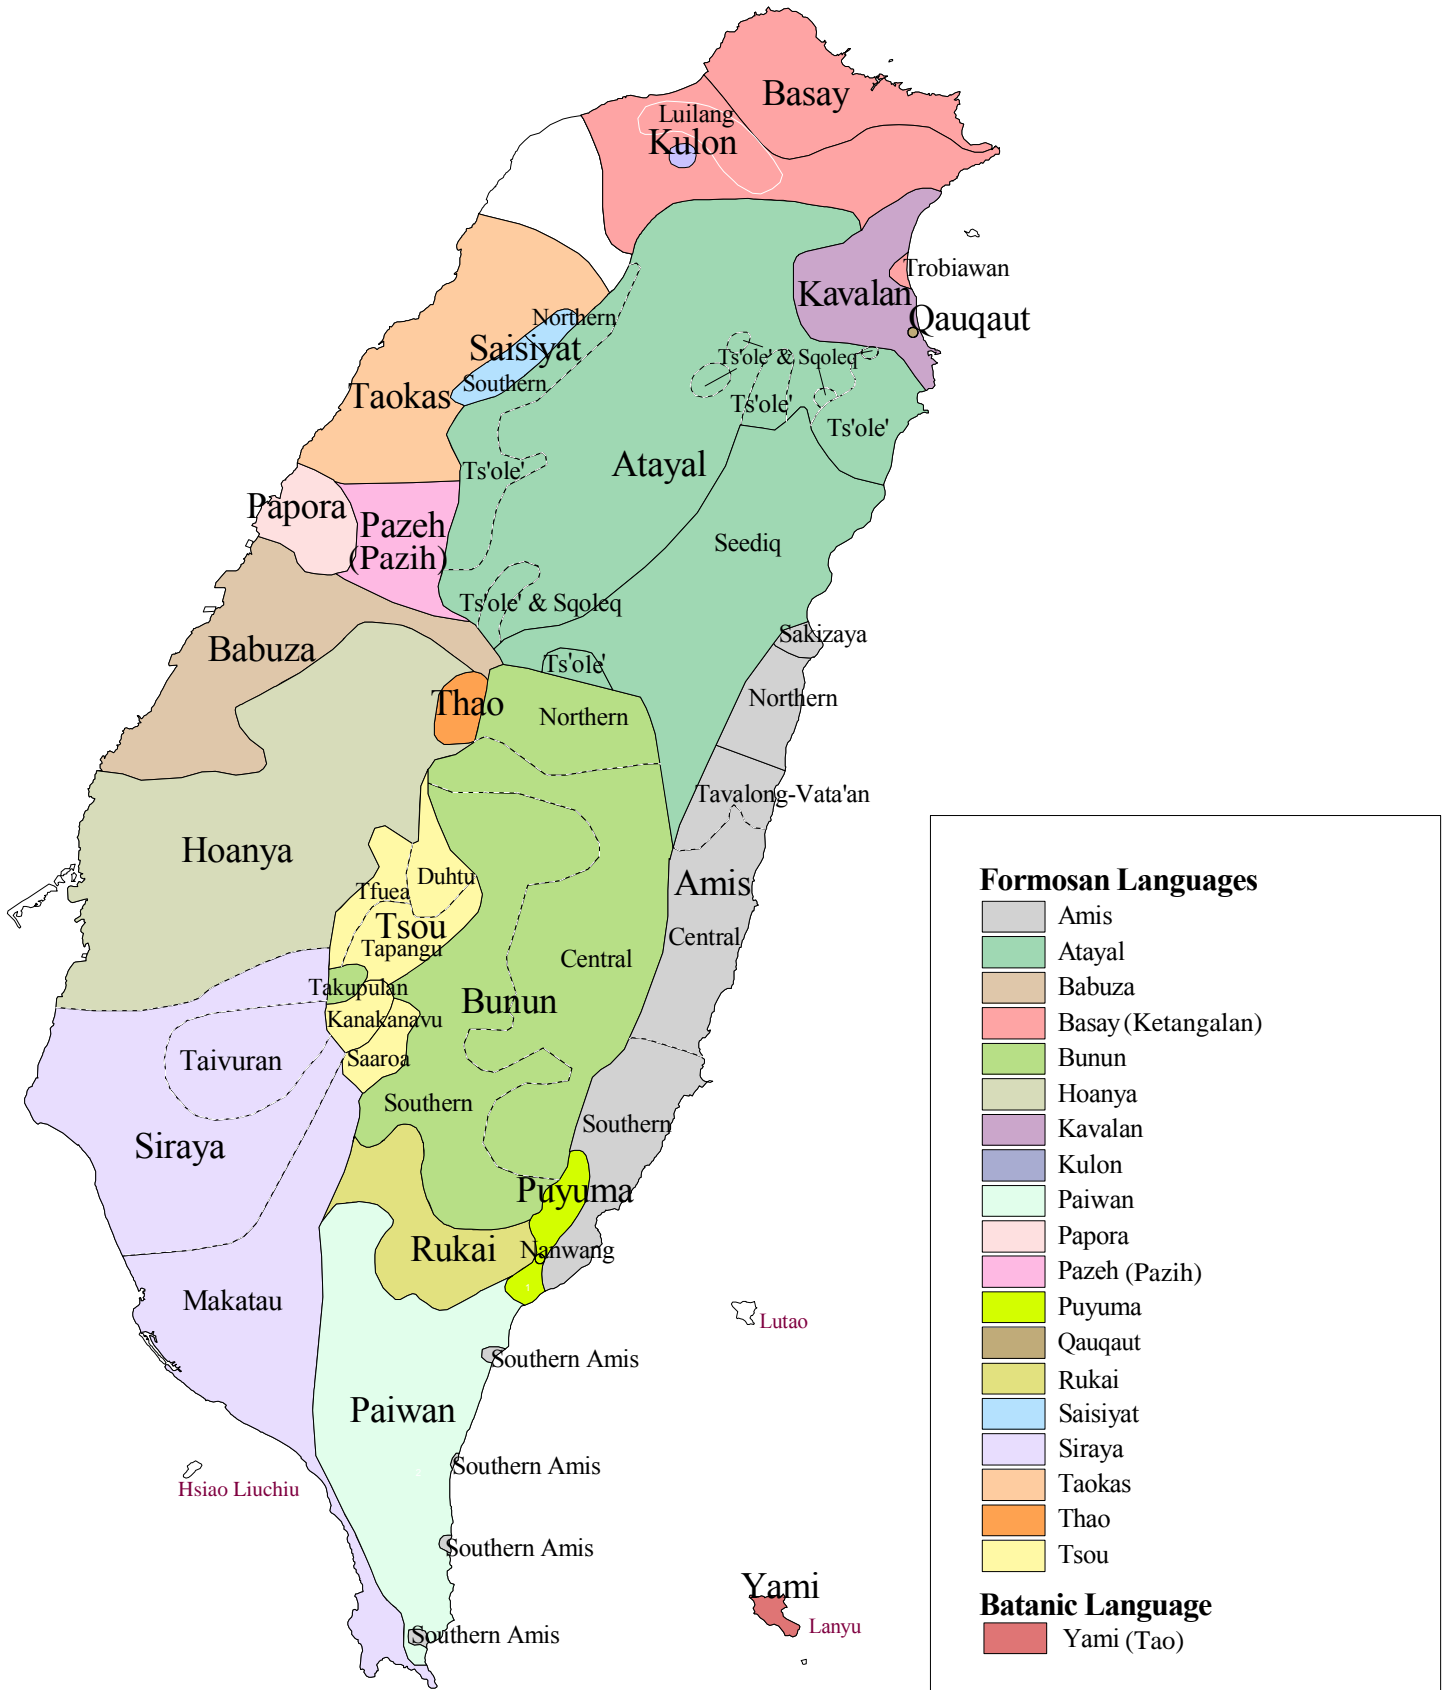 Basay
Luilang
Kulon
Trobiawan
Kavalan
Qauqaut
Northern
Saisiyat
Southern
Ts'ole' & Sqoleq
Taokas
Ts'ole'
Ts'ole'
Atayal
Ts'ole'
Papora
Pazeh
(Pazih)
Seediq
Ts'ole' & Sqoleq
Sakizaya
Babuza
Ts'ole'
Thao
Northern
Northern
Tavalong-Vata'an
Hoanya
Duhtu
Tfuea
Amis
Tsou
Tapangu
Central
Central
Takupulan
Bunun
Kanakanavu
Saaroa
Taivuran
Southern
Southern
Siraya
Puyuma
Rukai
Nanwang
1
Makatau
Lutao
Southern Amis
Paiwan
Southern Amis
Hsiao Liuchiu
Southern Amis
Yami
Lanyu
Southern Amis
Formosan Languages
Amis
Atayal
Babuza
Basay (Ketangalan)
Bunun
Hoanya
Kavalan
Kulon
Paiwan
Papora
Pazeh (Pazih)
Puyuma
Qauqaut
Rukai
Saisiyat
Siraya
Taokas
Thao
Tsou
Batanic Language
Yami (Tao)